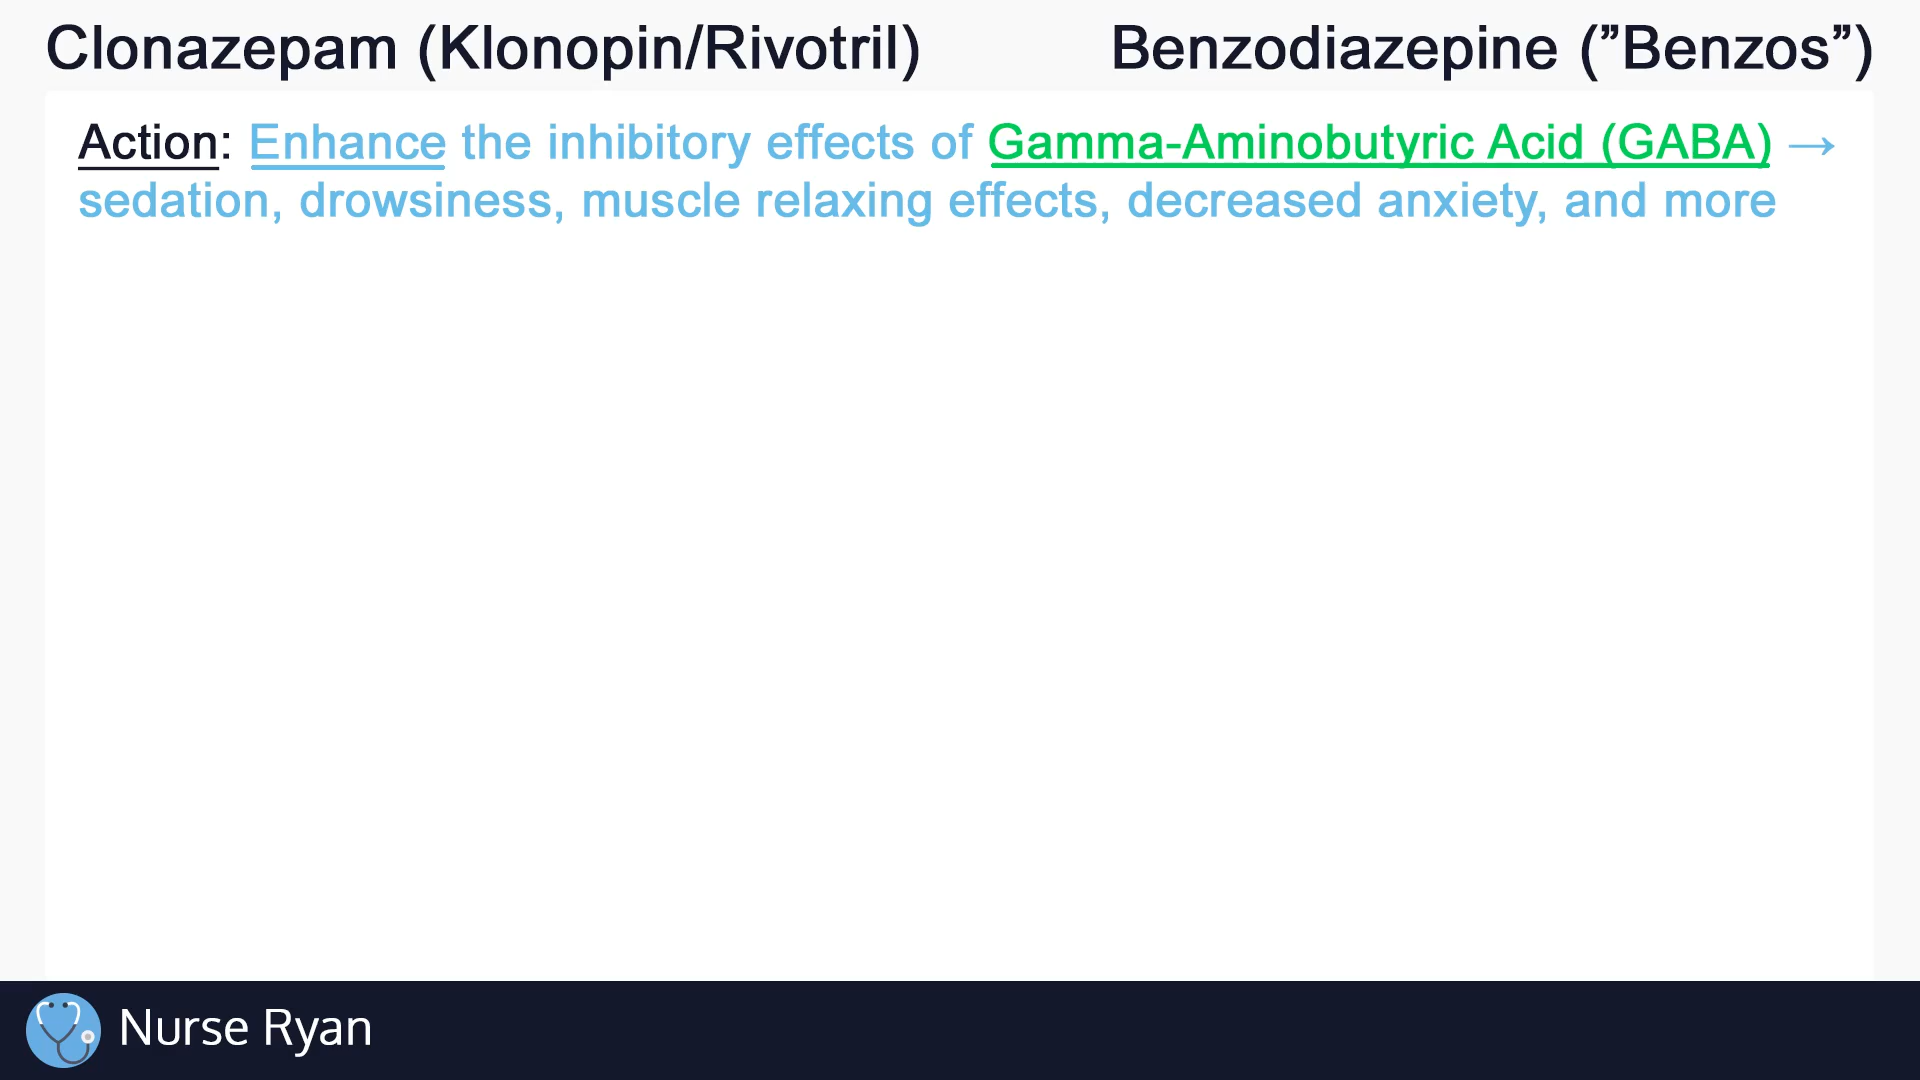 Clonazepam (Klonopin/Rivotril) Benzodiazepine (”Benzos”)
Action: Enhance the inhibitory effects of Gamma-Aminobutyric Acid (GABA) →
sedation, drowsiness, muscle relaxing effects, decreased anxiety, and more
Nurse Ryan